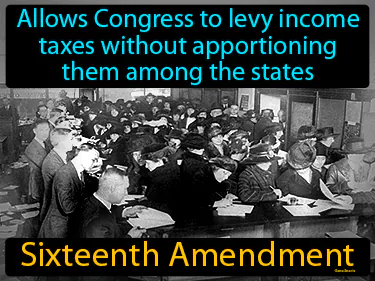 Allows Congress to levy income
taxes without apportioning
them among the states
Sixteenth Amendment